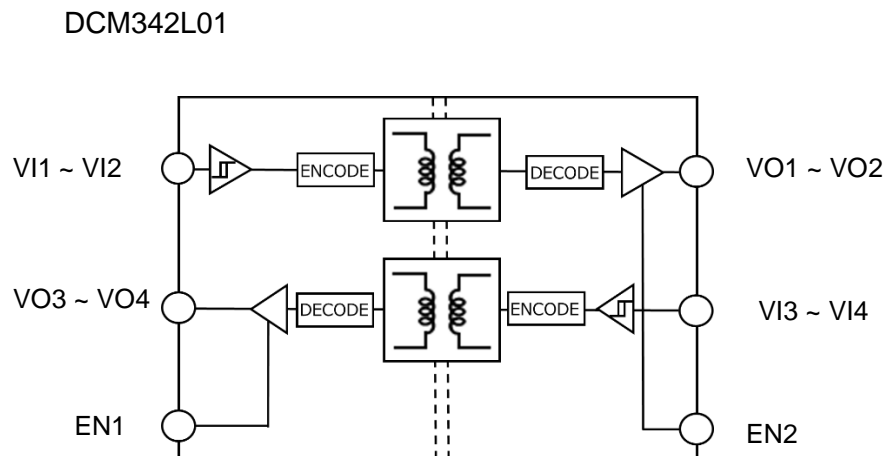 DCM342L01
VI1 ~ VI2
ENCODE
DECODE
VO1 ~ VO2
VO3 ~ VO4
DECODE
ENCODE
VI3 ~ VI4
EN1
EN2